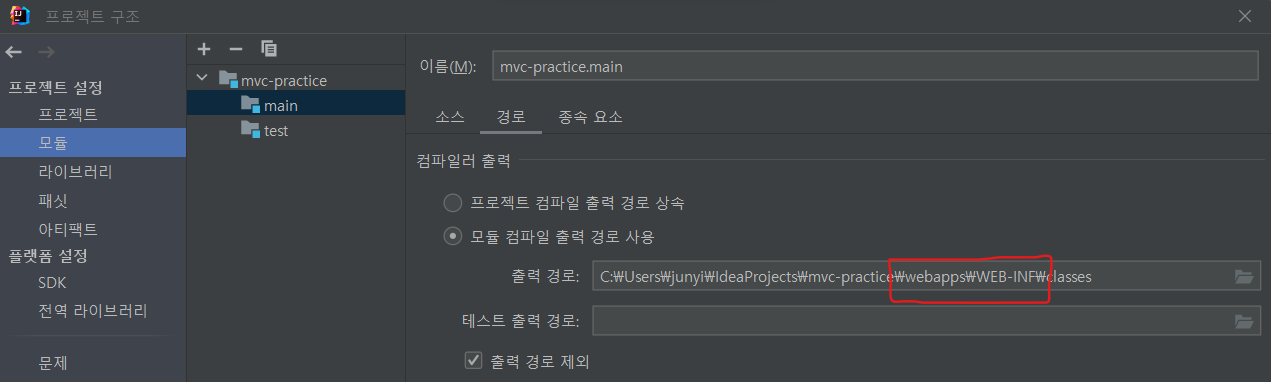 프로젝트 구조
프로젝트 설정
프로젝트
모듈
라이브러리
패싯
아티팩트
플랫폼 설정
SDK
전역 라이브러리
문제
mvc-practice
main
test
이름(M):
mvc-practice.main
소스 경로 종속 요소
컴파일러 출력
프로젝트 컴파일 출력 경로 상속
모듈 컴파일 출력 경로 사용
출력 경로: C:₩Users₩junyi₩IdeaProjects₩mvc-practice₩webapps₩WEB-INF₩classes
테스트 출력 경로:
출력 경로 제외